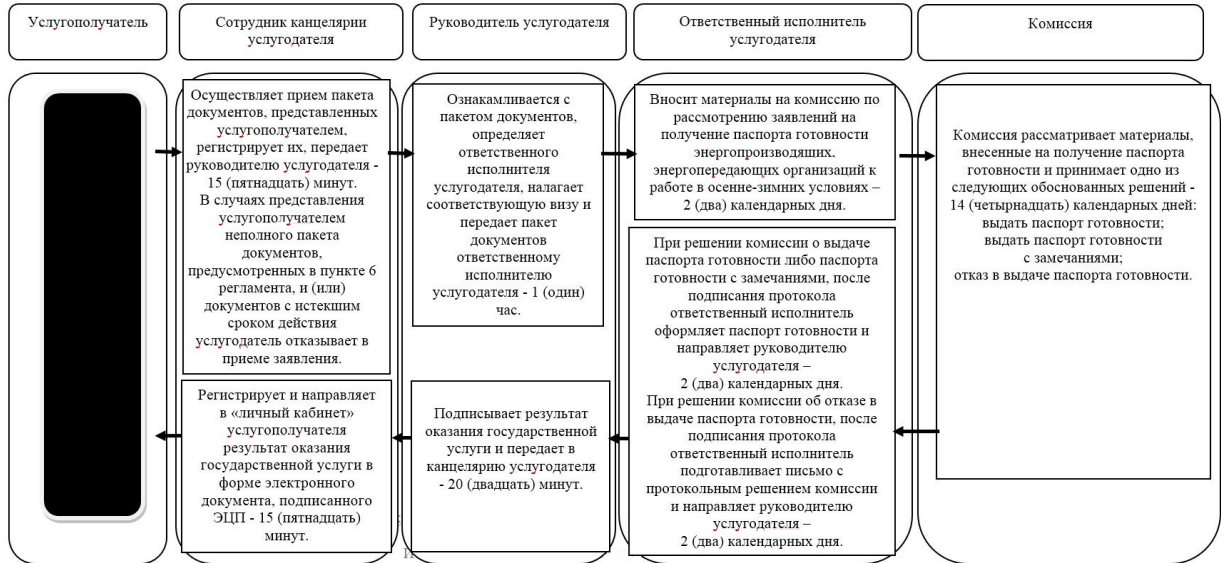 Услугополучатель
Сотрудник канцелярии
услугодателя
Руководитель услугодателя
Ответственный исполнитель
услугодателя
Комиссия
Осуществляет прием пакета
документов, представленных
услугополучателем,
регистрирует их, передает
руководителю услугодателя -
15 (пятнадцать) минут.
В случаях представления
услугополучателем
неполного пакета
документов,
предусмотренных в пункте 6
регламента, и (или)
документов с истекшим
сроком действия
услугодатель отказывает в
приеме заявления.
Ознакамливается с
пакетом документов,
определяет
ответственного
исполнителя
услугодателя, налагает
соответствующую визу и
передает пакет
документов
ответственному
исполнителю
услугодателя - 1 (один)
час.
Вносит материалы на комиссию по
рассмотрению заявлений на
получение паспорта готовности
энергопроизводящих,
энергопередающих организаций к
работе в осенне-зимних условиях –
2 (два) календарных дня.
Комиссия рассматривает материалы,
внесенные на получение паспорта
готовности и принимает одно из
следующих обоснованных решений -
14 (четырнадцать) календарных дней:
выдать паспорт готовности;
выдать паспорт готовности
с замечаниями;
отказ в выдаче паспорта готовности.
При решении комиссии о выдаче
паспорта готовности либо паспорта
готовности с замечаниями, после
подписания протокола
ответственный исполнитель
оформляет паспорт готовности и
направляет руководителю
услугодателя –
2 (два) календарных дня.
При решении комиссии об отказе в
выдаче паспорта готовности, после
подписания протокола
ответственный исполнитель
подготавливает письмо с
протокольным решением комиссии
и направляет руководителю
услугодателя –
2 (два) календарных дня.
Подписывает результат
оказания государственной
услуги и передает в
канцелярию услугодателя
- 20 (двадцать) минут.
Регистрирует и направляет
в «личный кабинет»
услугополучателя
результат оказания
государственной услуги в
форме электронного
документа, подписанного
ЭЦП - 15 (пятнадцать)
минут.